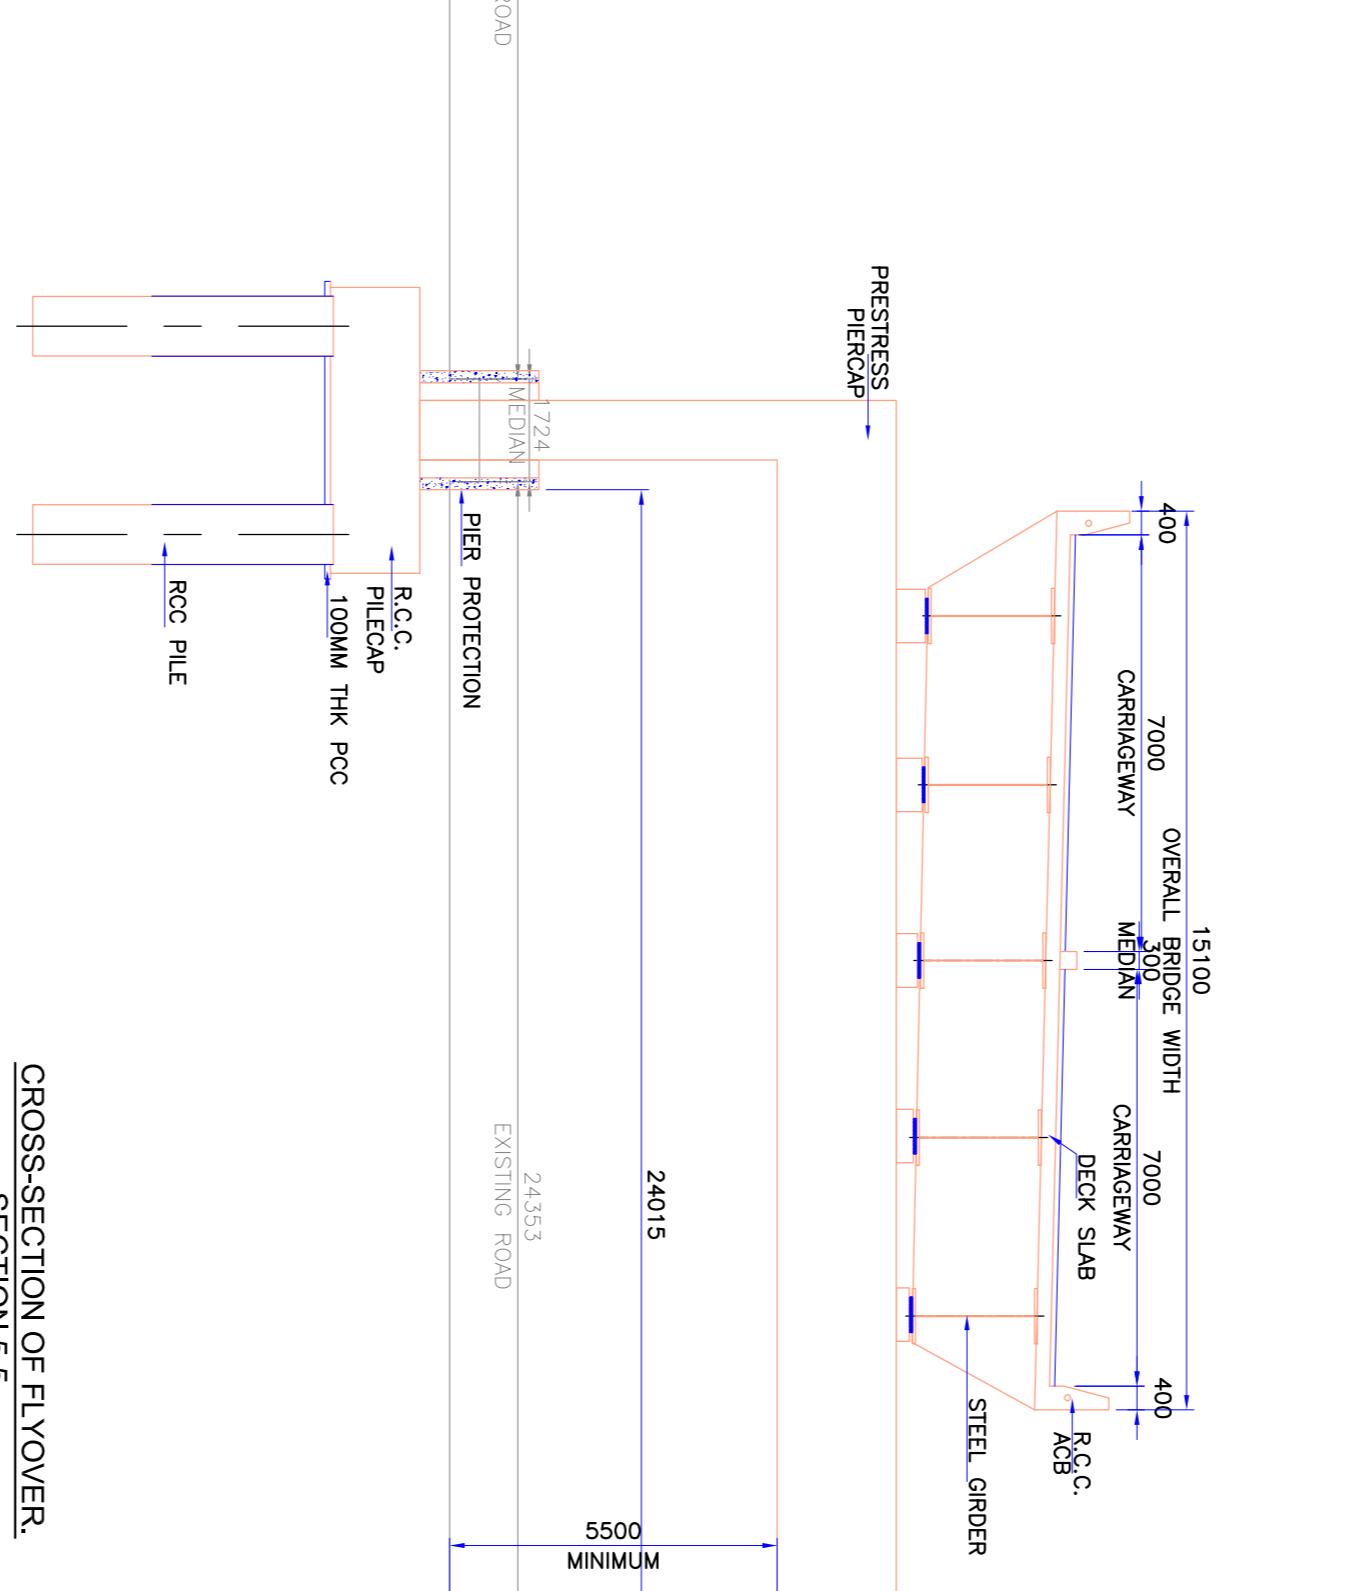 15100
OVERALL BRIDGE WIDTH
400
7000
CARRIAGEWAY
300
MEDIAN
7000
CARRIAGEWAY
400
R.C.C.
ACB
DECK SLAB
STEEL GIRDER
PRESTRESS
PIERCAP
24015
5500
MINIMUM
1724
MEDIAN
24353
EXISTING ROAD
ROAD
PIER PROTECTION
R.C.C.
PILECAP
100MM THK PCC
RCC PILE
CROSS-SECTION OF FLYOVER.